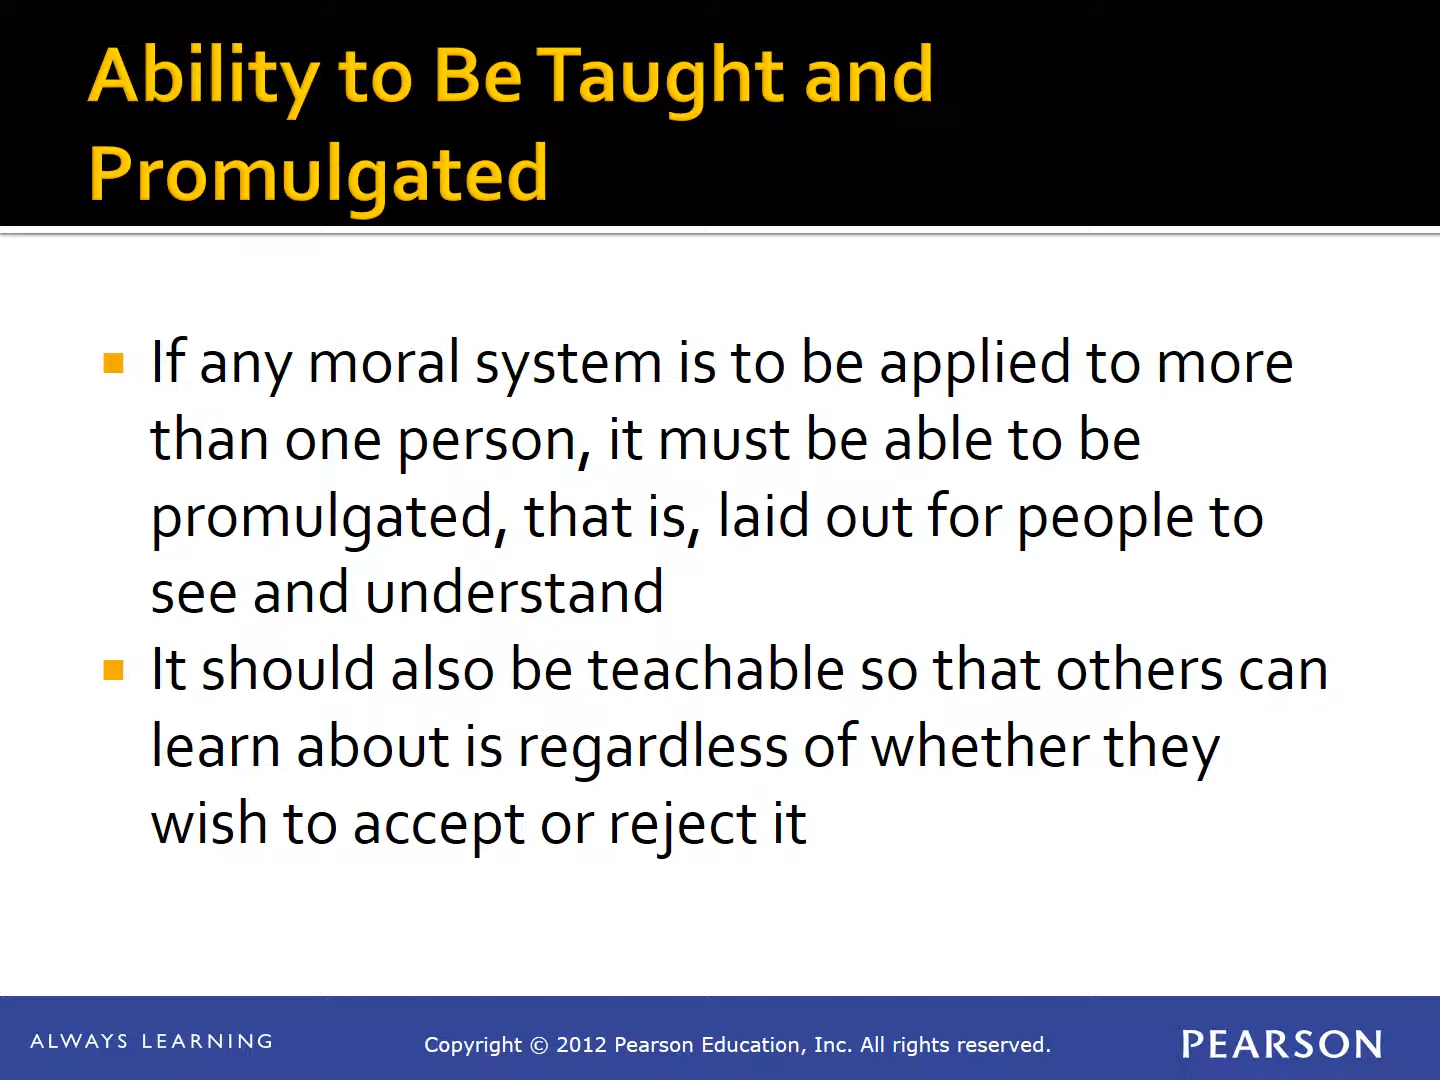 Ability to Be Taught and
Promulgated
If any moral system is to be applied to more
than one person, it must be able to be
promulgated, that is, laid out for people to
see and understand
It should also be teachable so that others can
learn about is regardless of whether they
wish to accept or reject it
ALWAYS LEARNING
Copyright © 2012 Pearson Education, Inc. All rights reserved.
PEARSON